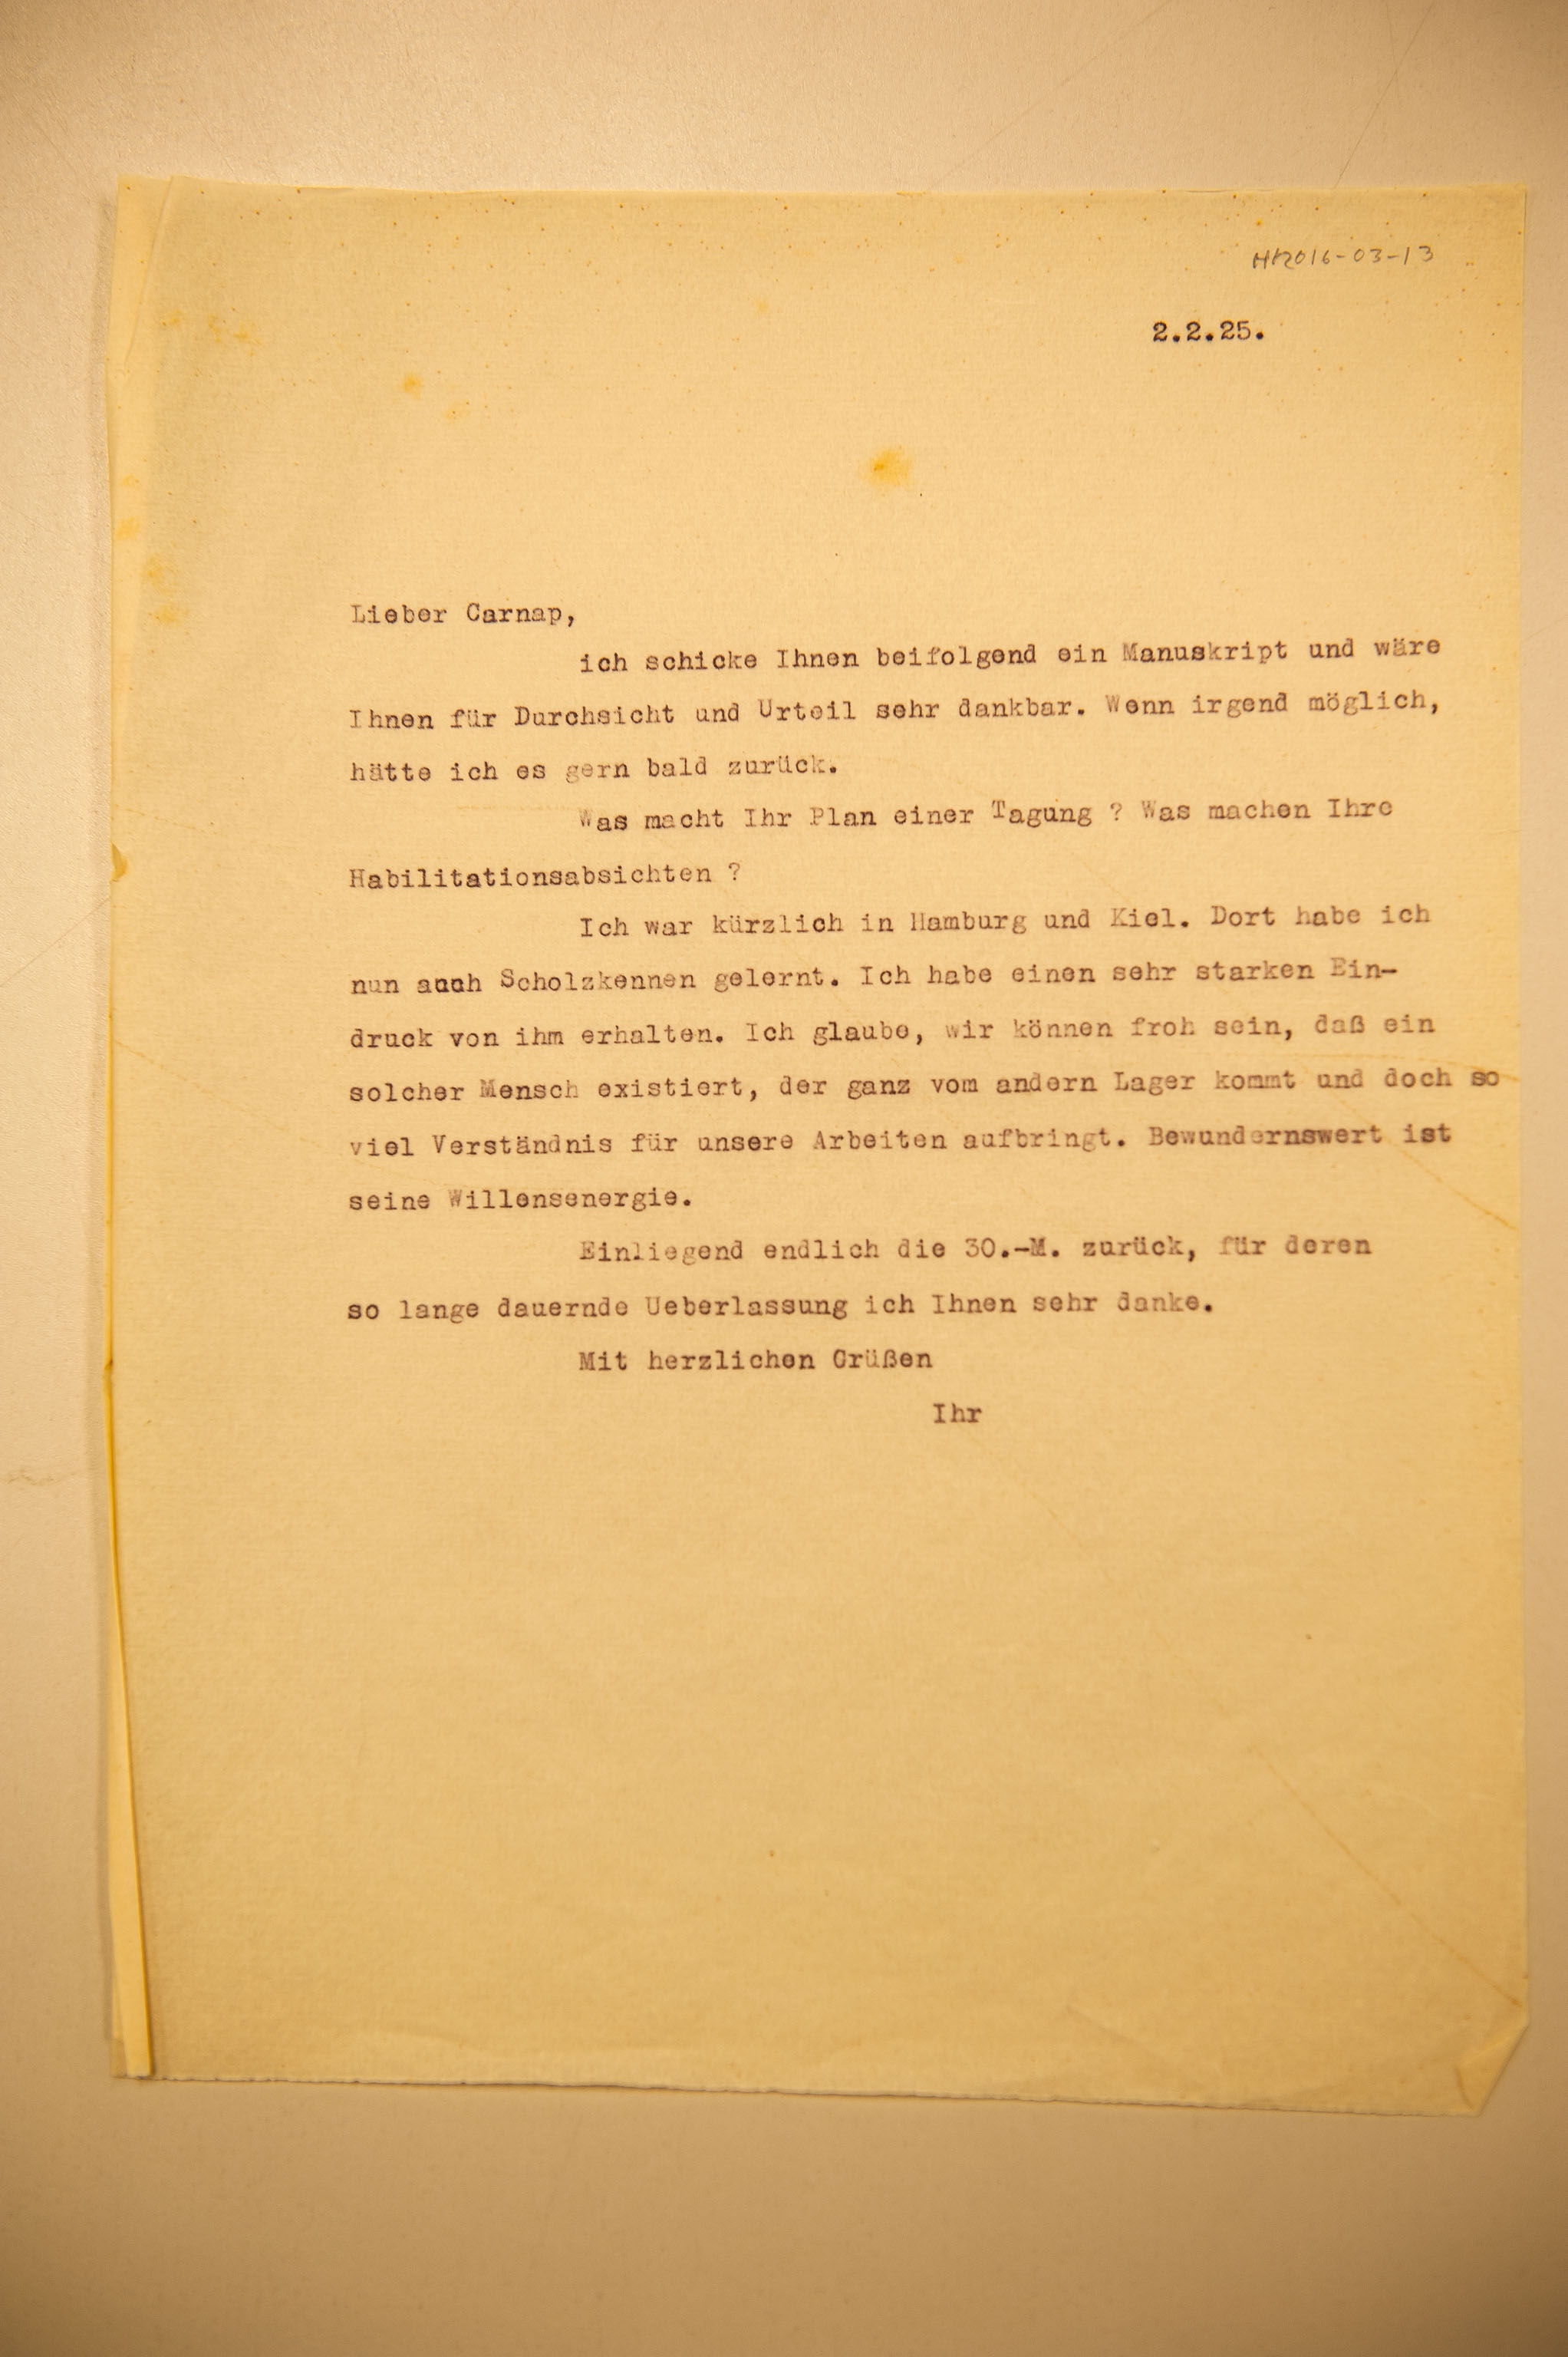 HR016-03-13
2.2.25.
Lieber Carnap,
ich schicke Ihnen beifolgend ein Manuskript und wäre
Ihnen für Durchsicht und Urteil sehr dankbar. Wenn irgend möglich,
hätte ich es gern bald zurück.
Was macht Ihr Plan einer Tagung ? Was machen Ihre
Habilitationsabsichten ?
Ich war kürzlich in Hamburg und Kiel. Dort habe ich
nun auch Scholzkennen gelernt. Ich habe einen sehr starken Ein-
druck von ihm erhalten. Ich glaube, wir können froh sein, daß ein
solcher Mensch existiert, der ganz vom andern Lager kommt und doch so
viel Verständnis für unsere Arbeiten aufbringt. Bewundernswert ist
seine Willensenergie.
Einliegend endlich die 30.-M. zurück, für deren
so lange dauernde Ueberlassung ich Ihnen sehr danke.
Mit herzlichen Grüßen
Ihr